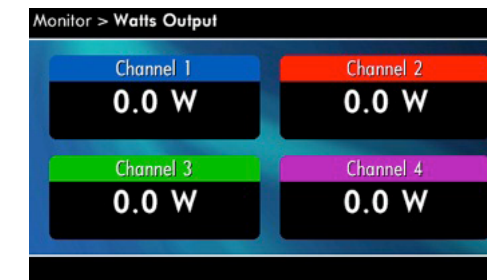 Monitor > Watts Output
Channel 1
0.0 W
Channel 2
0.0 W
Channel 3
0.0 W
Channel 4
0.0 W